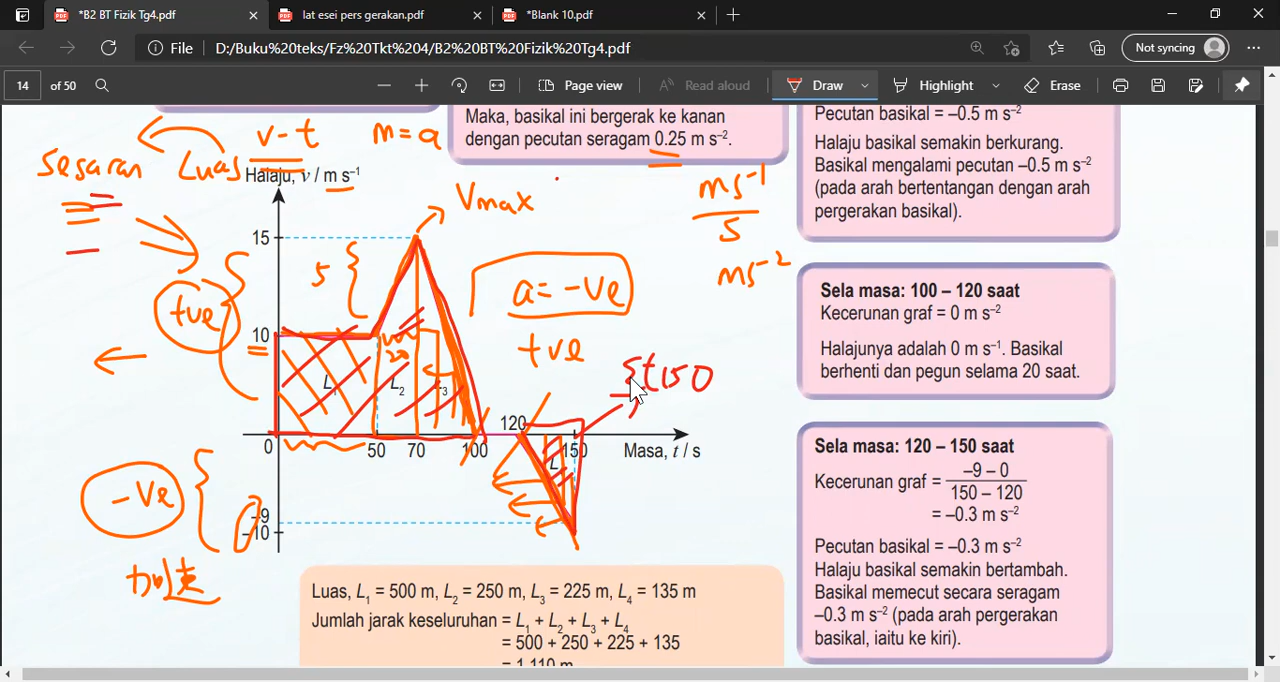 *B2 BT Fizik Tg4.pdf
lat esei pers gerakan.pdf
*Blank 10.pdf
File
D:/Buku%20teks/Fz%20Tkt%204/B2%20BT%20Fizik%20Tg4.pdf
Not syncing
14 of 50
Page view
Read aloud
Draw
Highlight
Erase
Maka, basikal ini bergerak ke kanan
dengan pecutan seragam 0.25 m s⁻².
Pecutan basikal = –0.5 m s⁻²
Halaju basikal semakin berkurang.
Basikal mengalami pecutan –0.5 m s⁻²
(pada arah bertentangan dengan arah
pergerakan basikal).
v - t
m = a
Sesaran
Luas
Halaju, v / m s⁻¹
Vmax
ms⁻¹
s
ms⁻²
15
5
+ve
a = -ve
+ve
10
20
L1
L2
L3
120
150
0
50
70
100
150
Masa, t / s
L
-ve
–9
–10
加速
Sela masa: 100 – 120 saat
Kecerunan graf = 0 m s⁻²
Halajunya adalah 0 m s⁻¹. Basikal
berhenti dan pegun selama 20 saat.
Sela masa: 120 – 150 saat
Kecerunan graf = –9 – 0
150 – 120
= –0.3 m s⁻²
Pecutan basikal = –0.3 m s⁻²
Halaju basikal semakin bertambah.
Basikal memecut secara seragam
–0.3 m s⁻² (pada arah pergerakan
basikal, iaitu ke kiri).
Luas, L₁ = 500 m, L₂ = 250 m, L₃ = 225 m, L₄ = 135 m
Jumlah jarak keseluruhan = L₁ + L₂ + L₃ + L₄
= 500 + 250 + 225 + 135
= 1 110 m